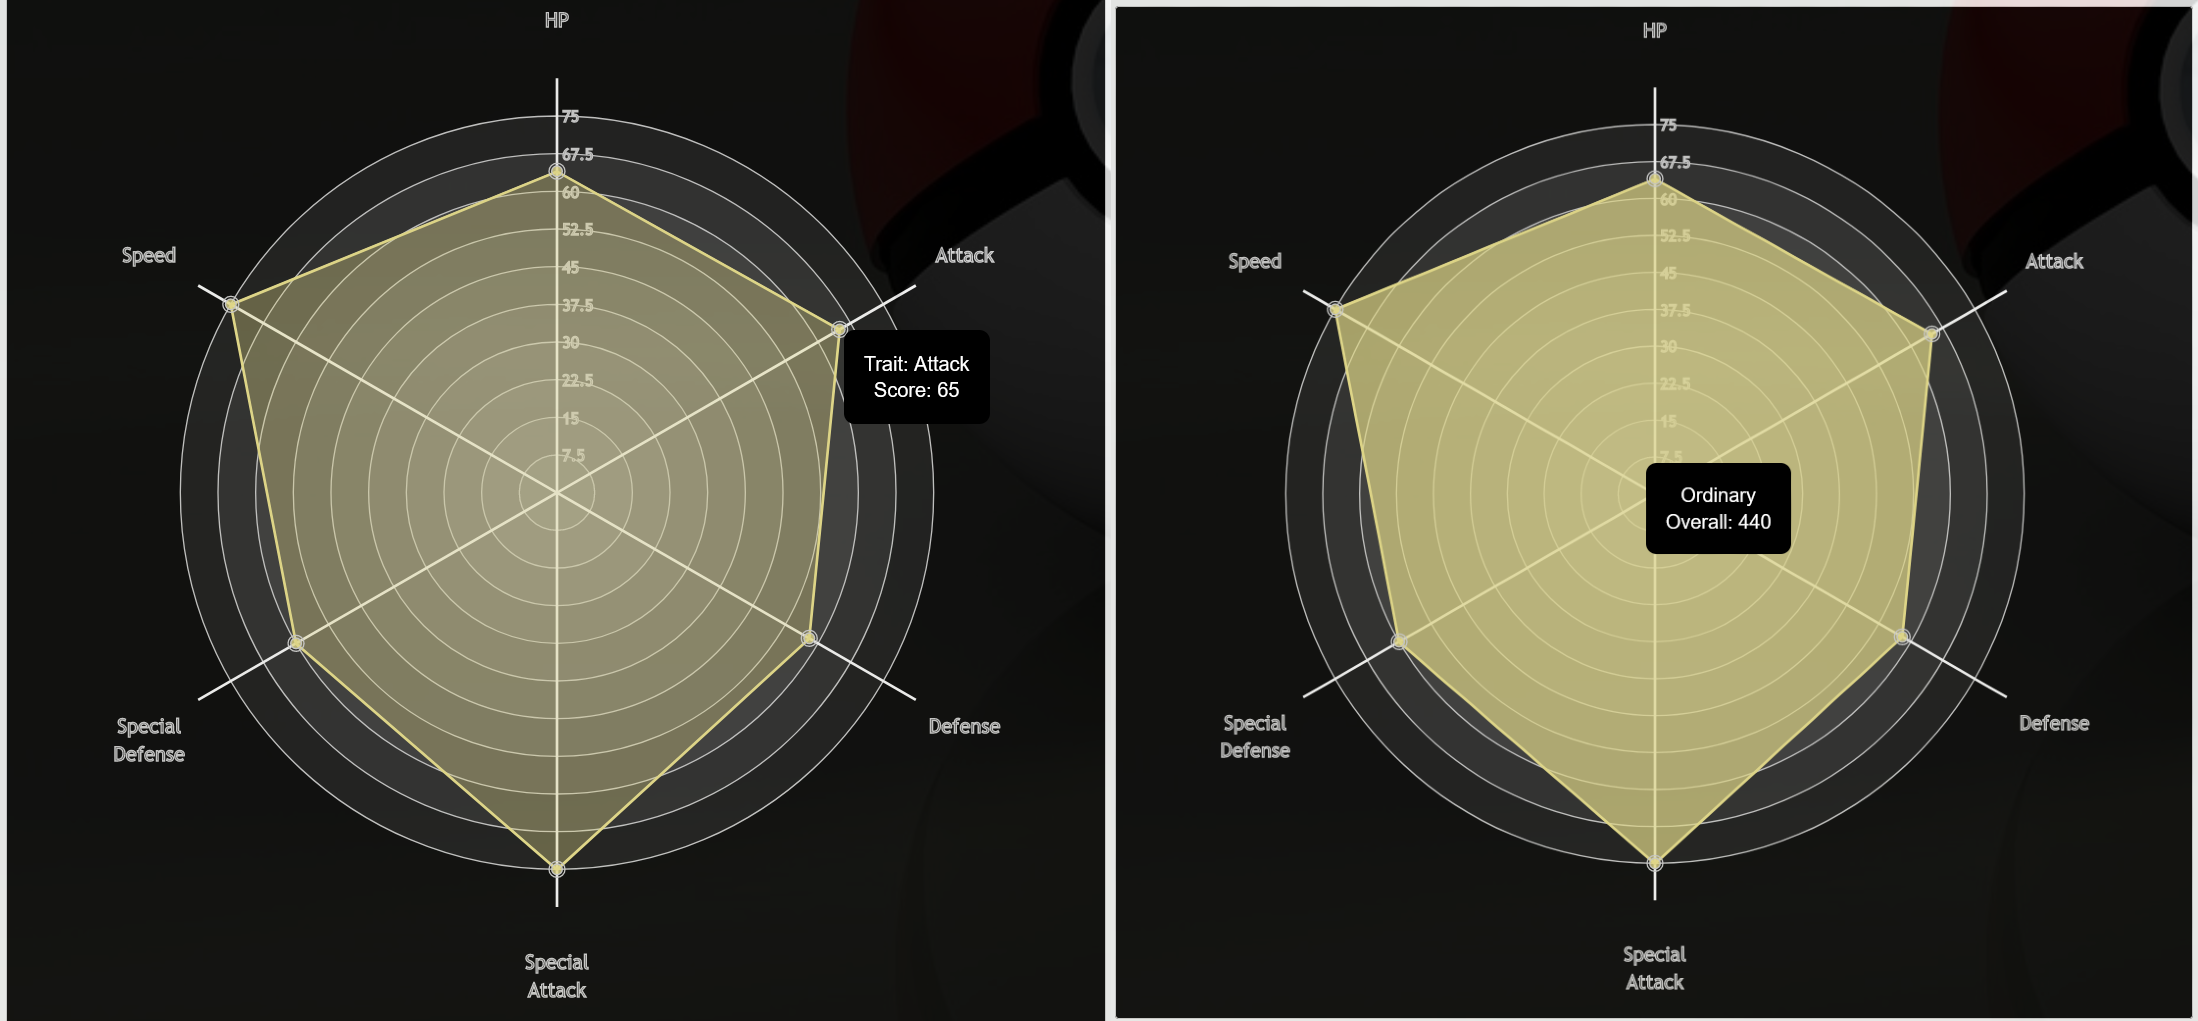 HP
75
67.5
60
52.5
45
37.5
30
22.5
15
7.5
Speed
Attack
Trait: Attack
Score: 65
Special
Defense
Defense
Special
Attack
HP
75
67.5
60
52.5
45
37.5
30
22.5
15
7.5
Speed
Attack
Ordinary
Overall: 440
Special
Defense
Defense
Special
Attack